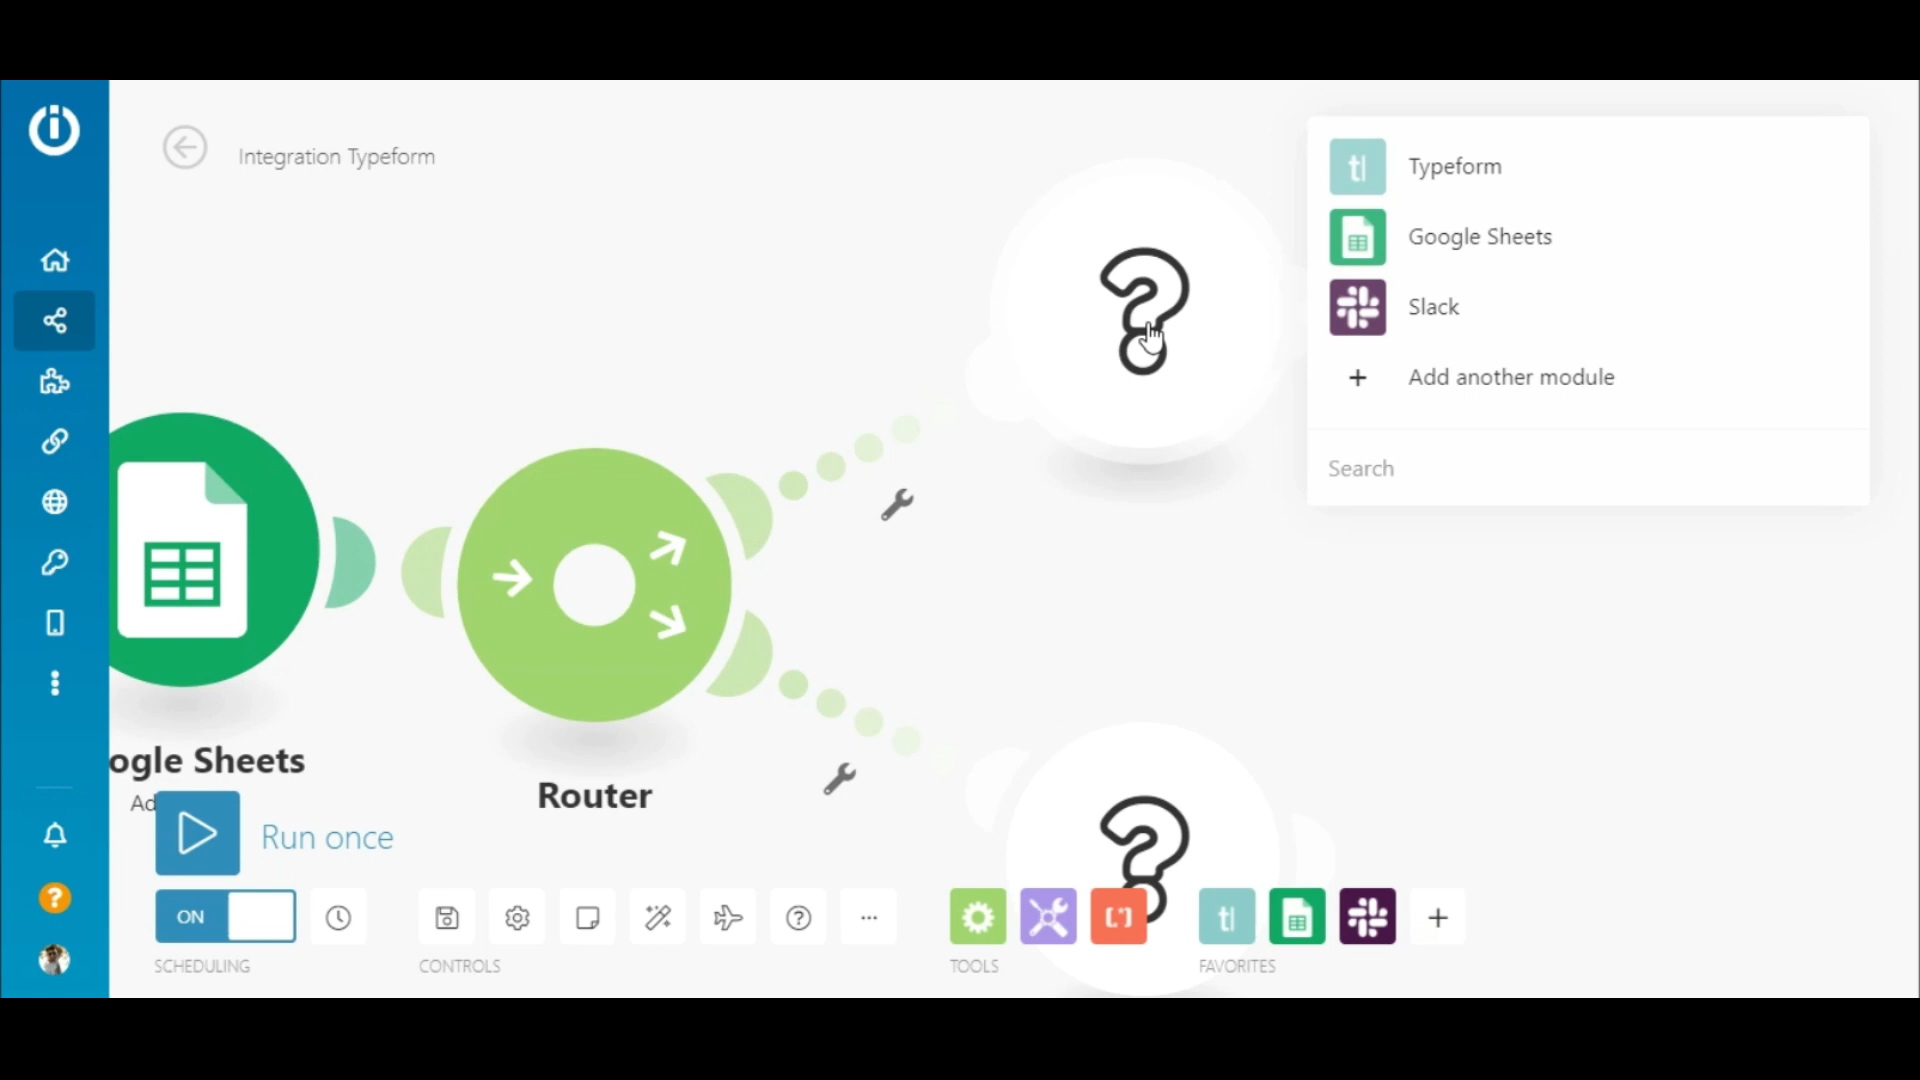 Integration Typeform
t|
Typeform
Google Sheets
Slack
+ Add another module
Search
ogle Sheets
Ad
Router
Run once
ON
SCHEDULING
CONTROLS
TOOLS
FAVORITES